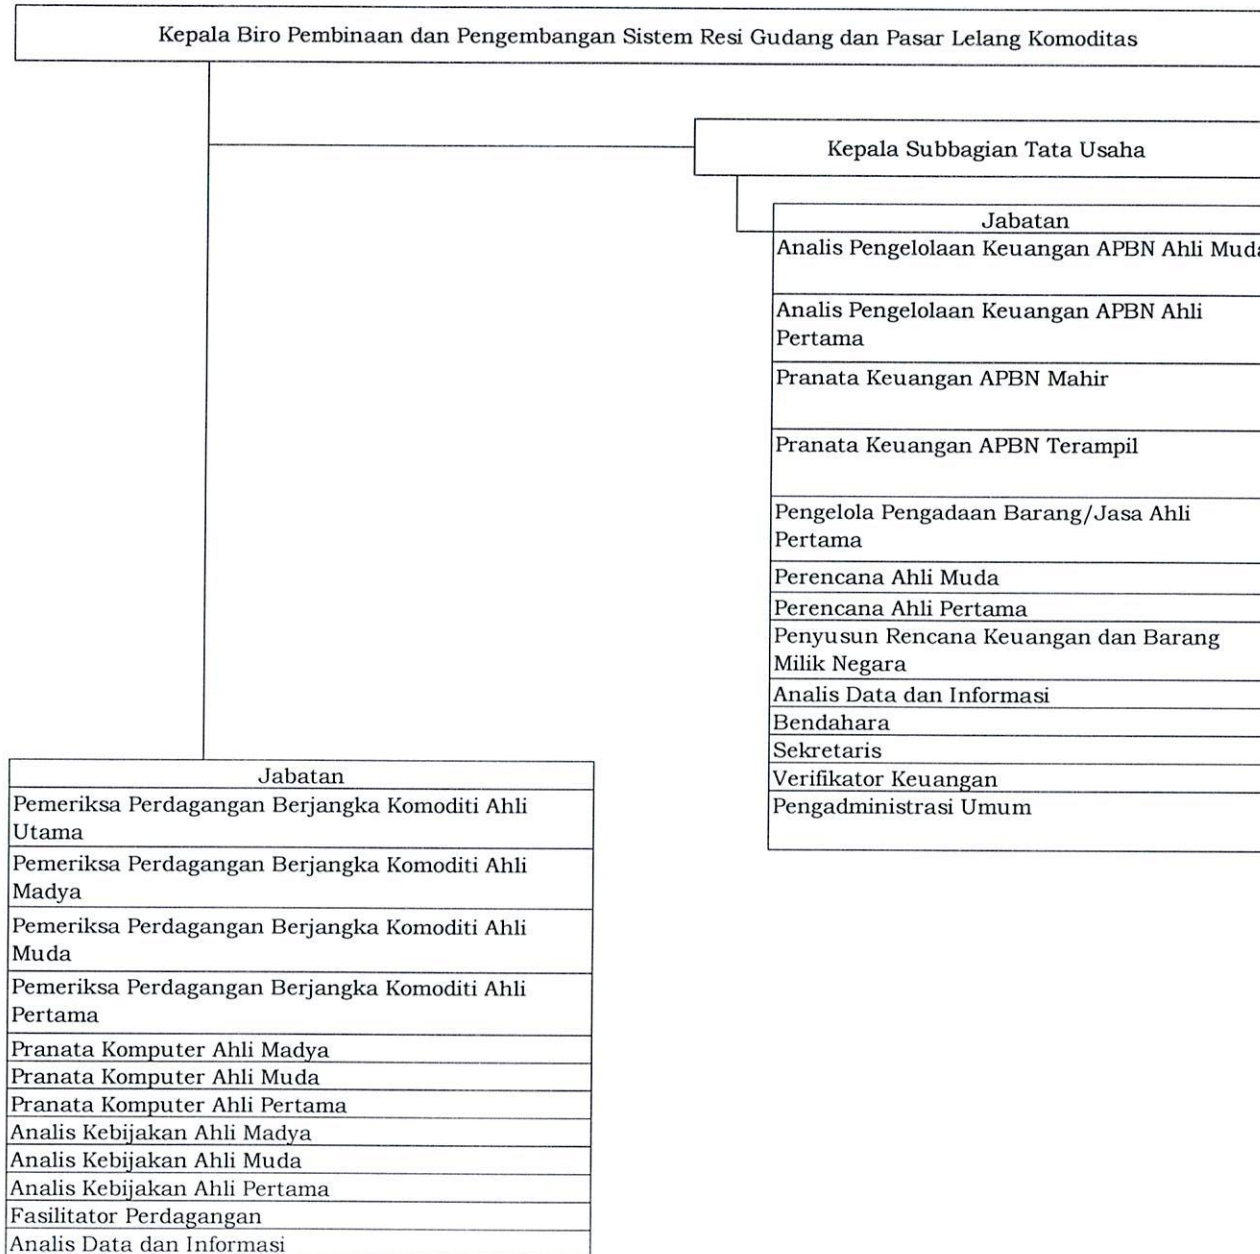 Kepala Biro Pembinaan dan Pengembangan Sistem Resi Gudang dan Pasar Lelang Komoditas
Kepala Subbagian Tata Usaha
Jabatan
Analis Pengelolaan Keuangan APBN Ahli Muda
Analis Pengelolaan Keuangan APBN Ahli
Pertama
Pranata Keuangan APBN Mahir
Pranata Keuangan APBN Terampil
Pengelola Pengadaan Barang/Jasa Ahli
Pertama
Perencana Ahli Muda
Perencana Ahli Pertama
Penyusun Rencana Keuangan dan Barang
Milik Negara
Analis Data dan Informasi
Bendahara
Sekretaris
Verifikator Keuangan
Pengadministrasi Umum
Jabatan
Pemeriksa Perdagangan Berjangka Komoditi Ahli
Utama
Pemeriksa Perdagangan Berjangka Komoditi Ahli
Madya
Pemeriksa Perdagangan Berjangka Komoditi Ahli
Muda
Pemeriksa Perdagangan Berjangka Komoditi Ahli
Pertama
Pranata Komputer Ahli Madya
Pranata Komputer Ahli Muda
Pranata Komputer Ahli Pertama
Analis Kebijakan Ahli Madya
Analis Kebijakan Ahli Muda
Analis Kebijakan Ahli Pertama
Fasilitator Perdagangan
Analis Data dan Informasi